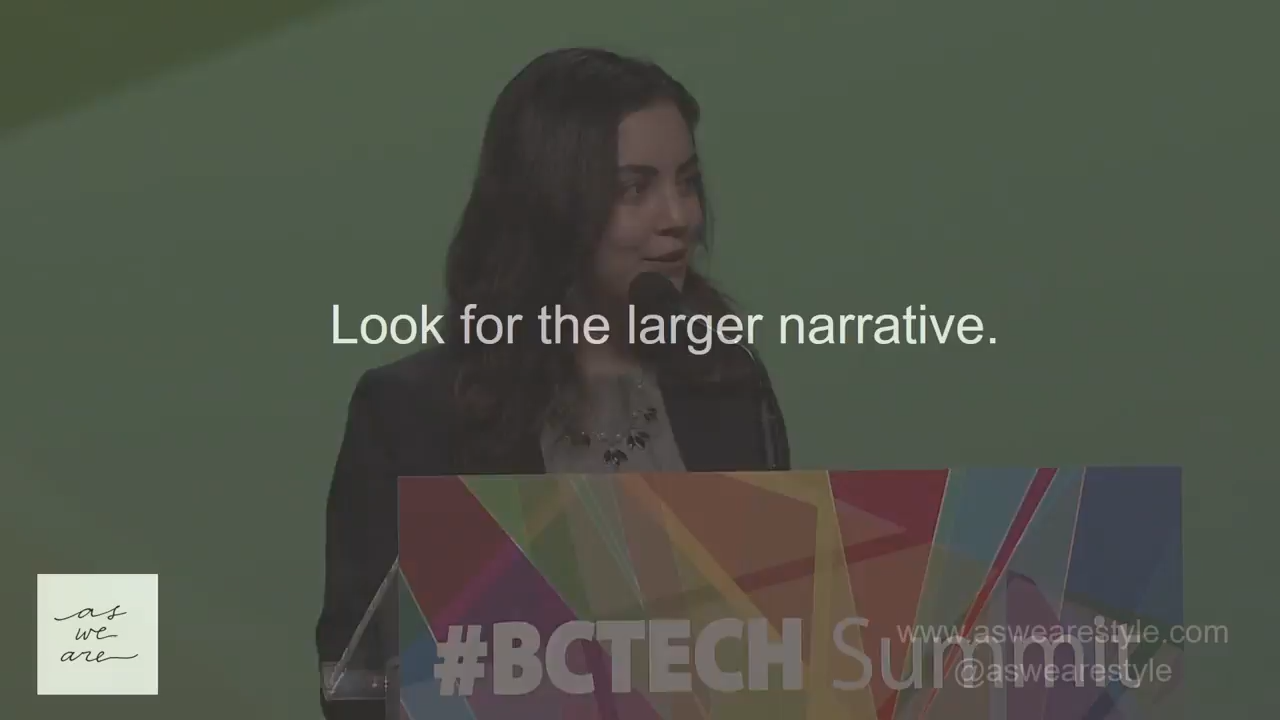 Look for the larger narrative.
as
we
are
#BCTECH Summit
www.aswearestyle.com
@aswearestyle